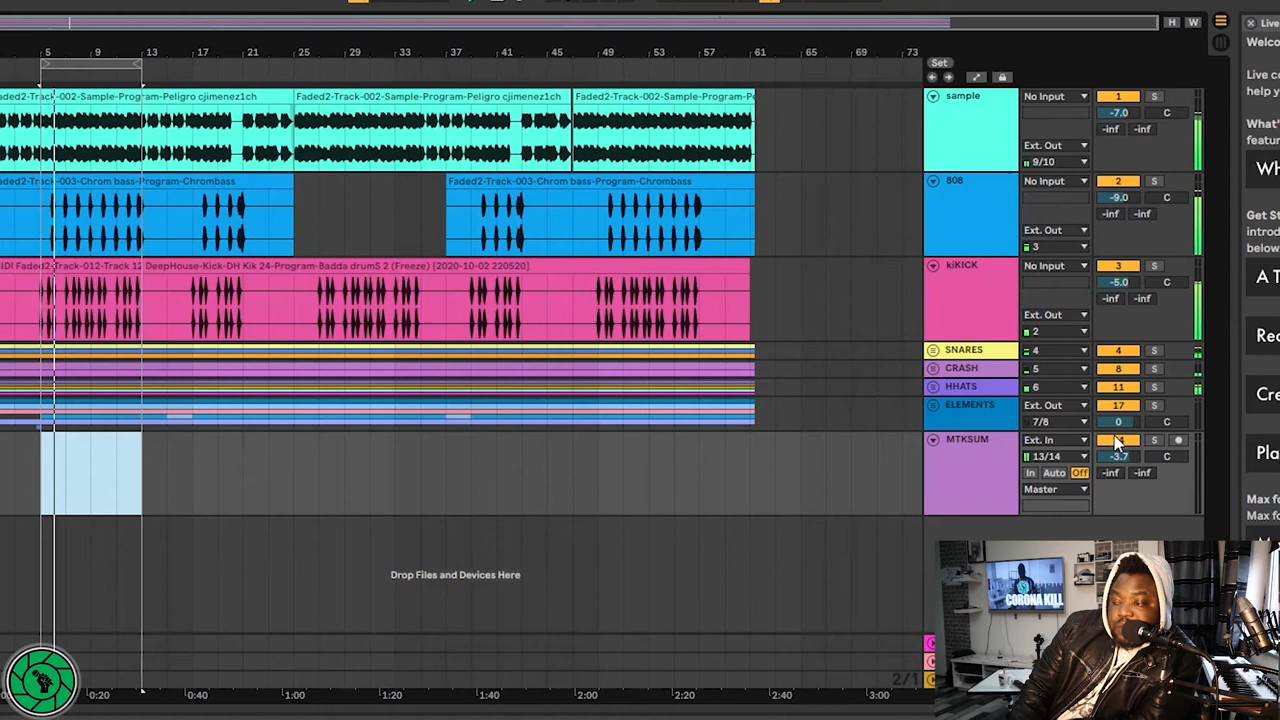 H W
Live
5 9 13 17 21 25 29 33 37 41 45 49 53 57 61 65 69 73
Set
Welco
Live co
help y
What'
featur
Wh
Get St
introd
below
A T
Rec
Cre
Pla
Max fo
Max fo
Faded2-Track-002-Sample-Program-Peligro cjimenez1ch
Faded2-Track-002-Sample-Program-Peligro cjimenez1ch
Faded2-Track-002-Sample-Program-Pe
sample
No Input
1
S
-7.0
C
-inf -inf
Ext. Out
9/10
aded2-Track-003-Chrom bass-Program-Chrombass
Faded2-Track-003-Chrom bass-Program-Chrombass
808
No Input
2
S
-9.0
C
-inf -inf
Ext. Out
3
IDI Faded2-Track-012-Track 12 DeepHouse-Kick-DH Kik 24-Program-Badda drumS 2 (Freeze) [2020-10-02 220520]
kiKICK
No Input
3
S
-5.0
C
-inf -inf
Ext. Out
2
SNARES 4 4 S
CRASH 5 8 S
HHATS 6 11 S
ELEMENTS Ext. Out 17 S
7/8 0 C
MTKSUM Ext. In S
13/14 -3.7 C
In Auto Off -inf -inf
Master
Drop Files and Devices Here
CORONA KILL
2/1
0:20 0:40 1:00 1:20 1:40 2:00 2:20 2:40 3:00